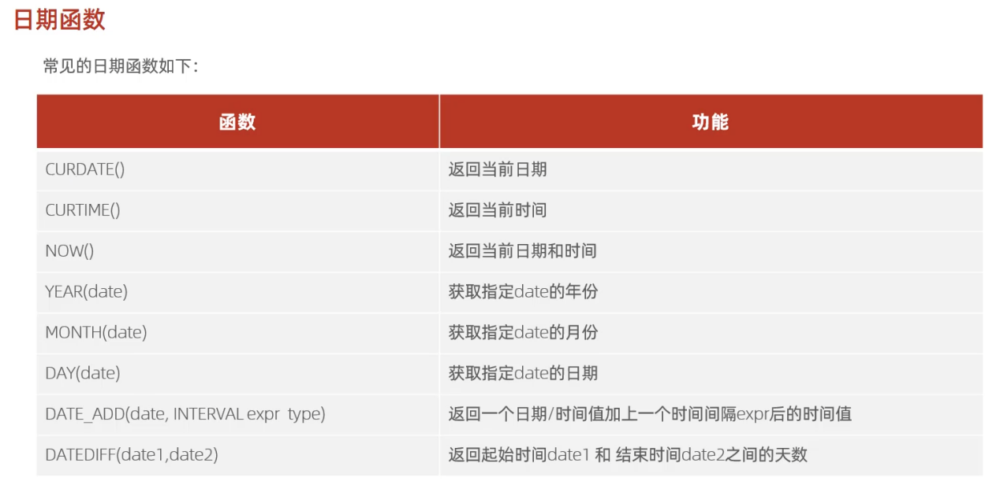 日期函数
常见的日期函数如下：
函数 功能
CURDATE() 返回当前日期
CURTIME() 返回当前时间
NOW() 返回当前日期和时间
YEAR(date) 获取指定date的年份
MONTH(date) 获取指定date的月份
DAY(date) 获取指定date的日期
DATE_ADD(date, INTERVAL expr type) 返回一个日期/时间值加上一个时间间隔expr后的时间值
DATEDIFF(date1,date2) 返回起始时间date1 和 结束时间date2之间的天数